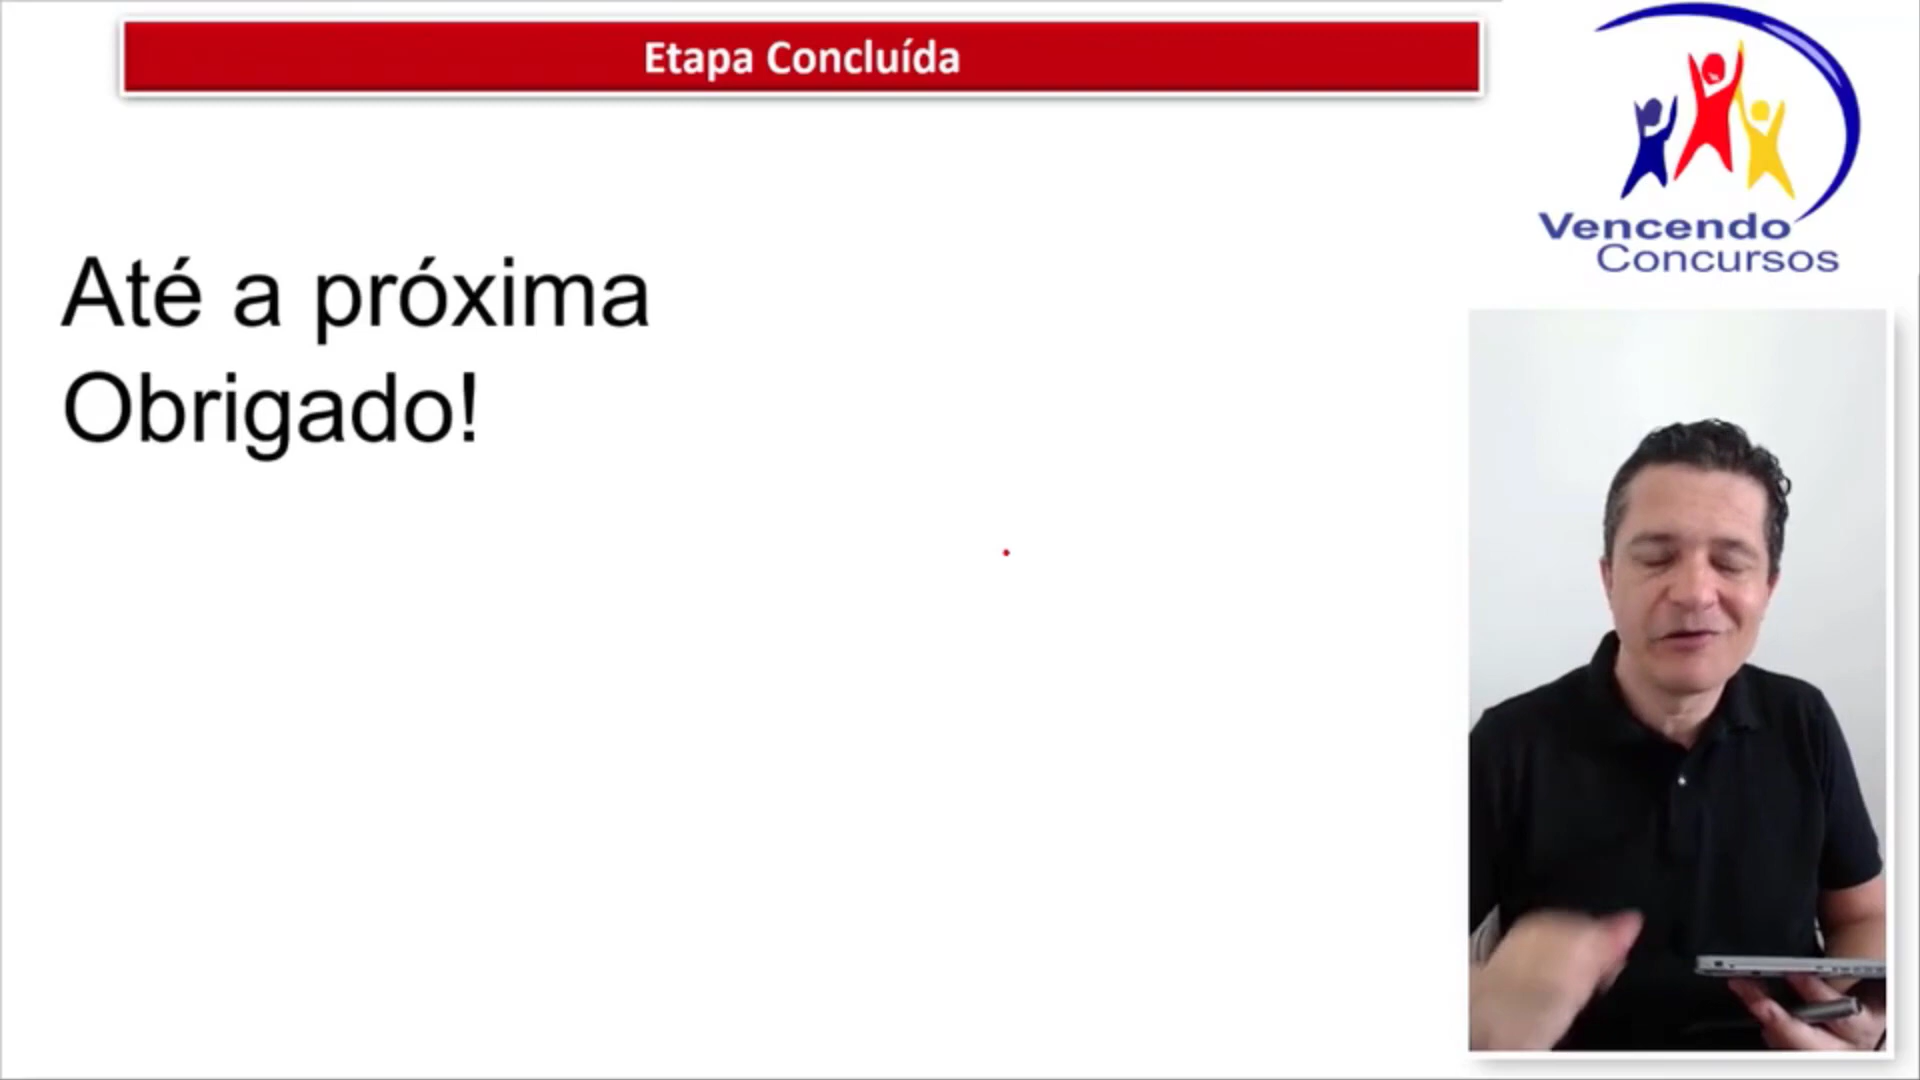 Etapa Concluída
Vencendo
Concursos
Até a próxima
Obrigado!